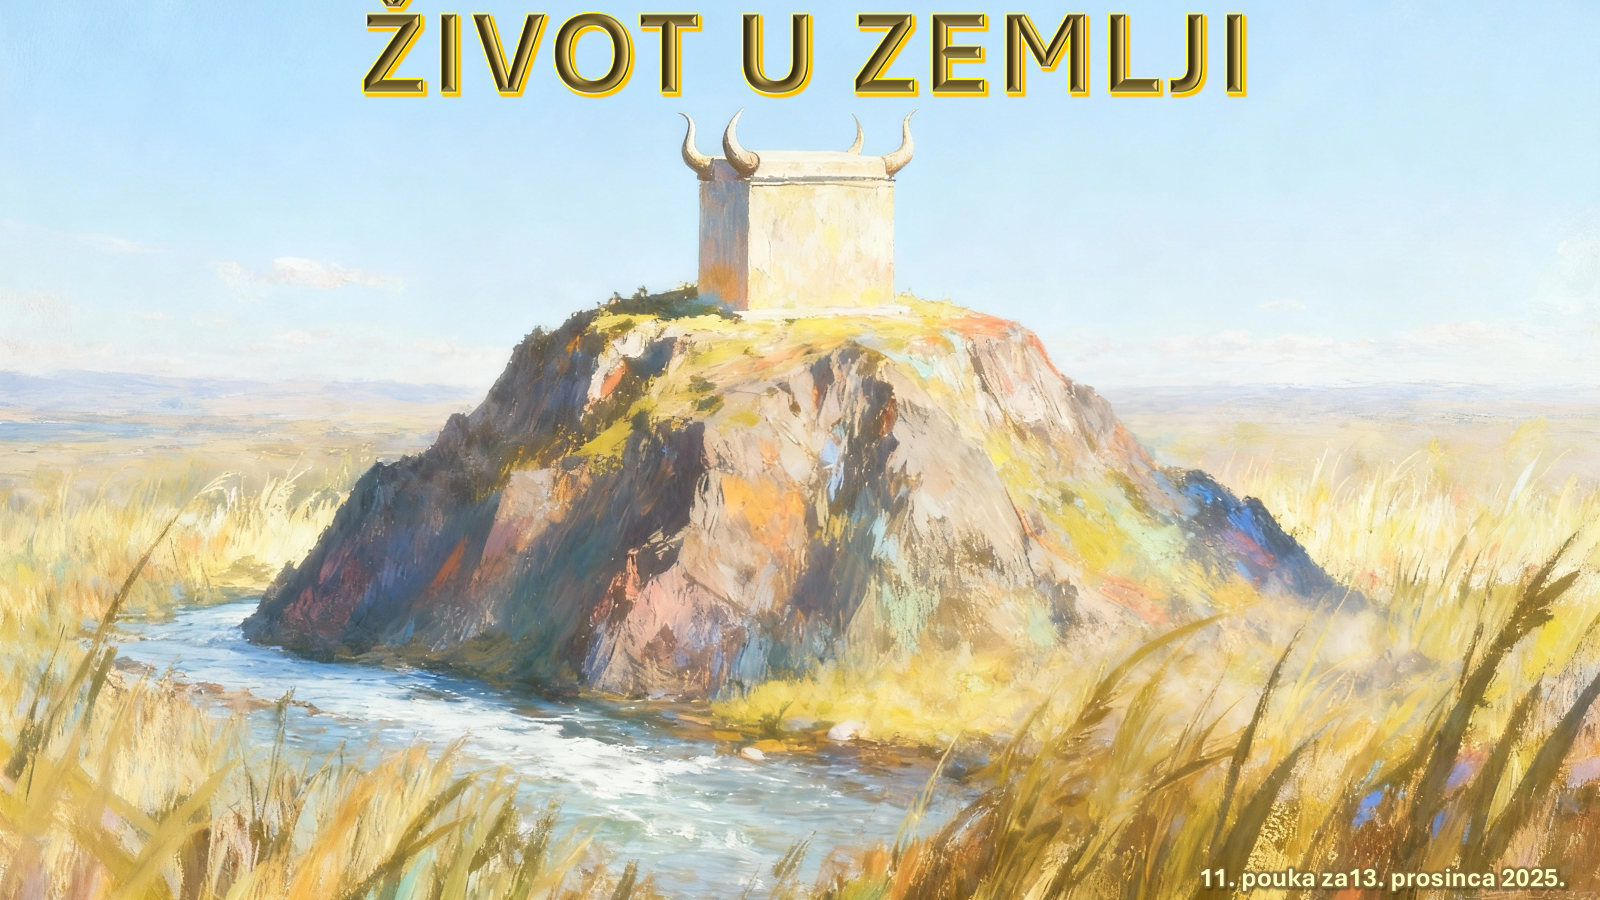 ŽIVOT U ZEMLJI
11. pouka za13. prosinca 2025.